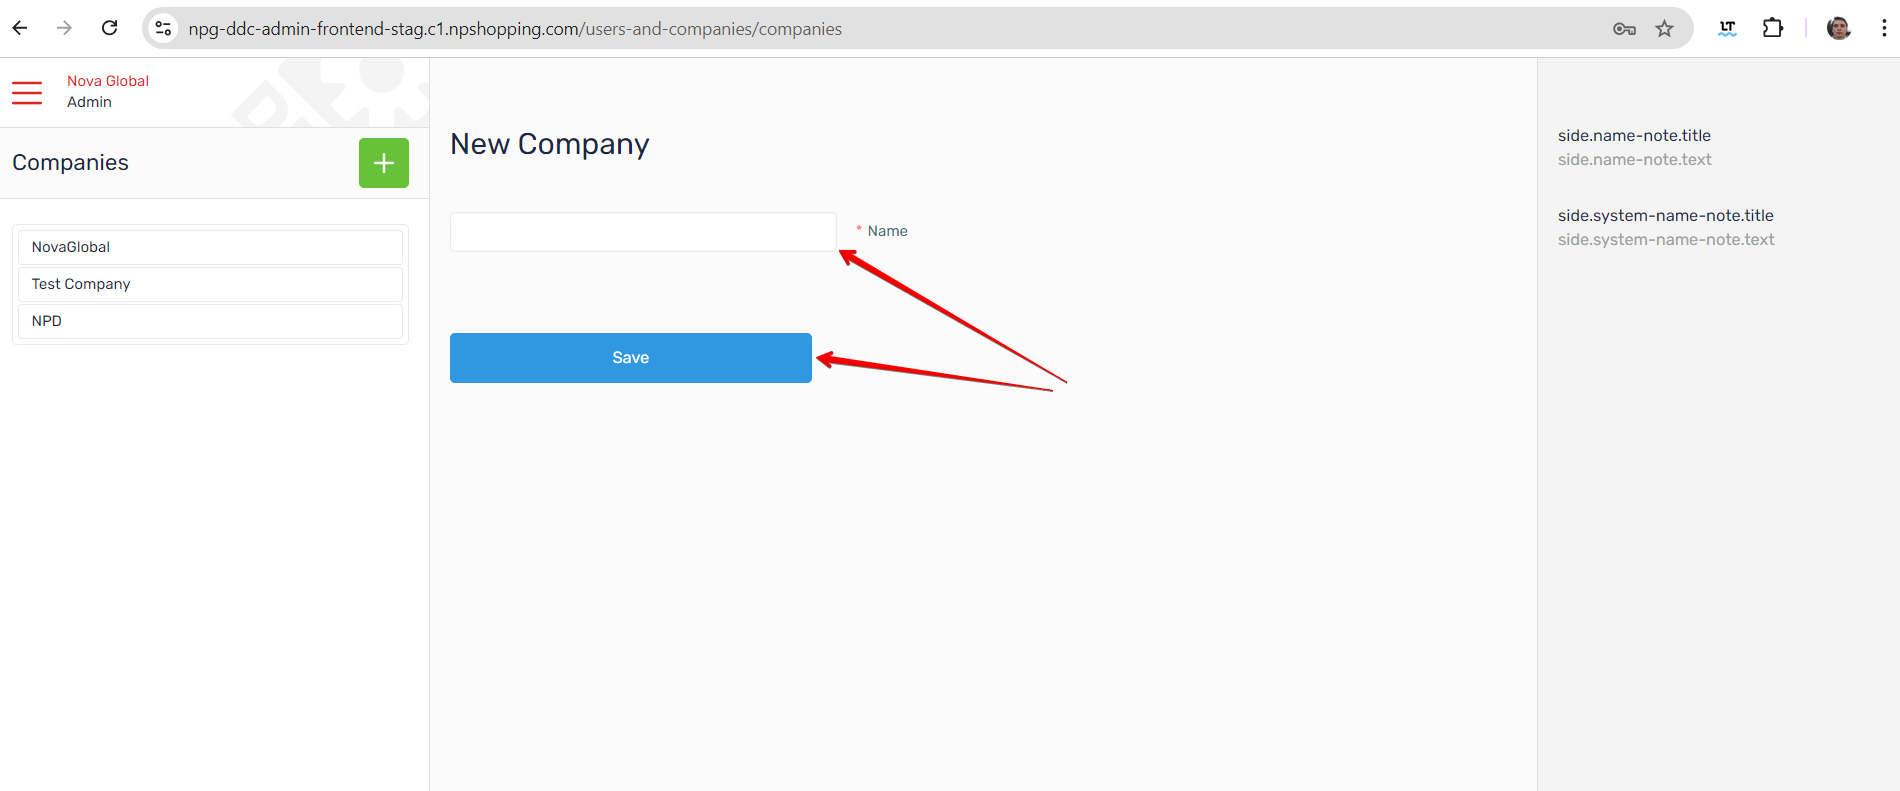 npg-ddc-admin-frontend-stag.c1.npshopping.com/users-and-companies/companies
LT
Nova Global
Admin
Companies
NovaGlobal
Test Company
NPD
New Company
* Name
Save
side.name-note.title
side.name-note.text
side.system-name-note.title
side.system-name-note.text